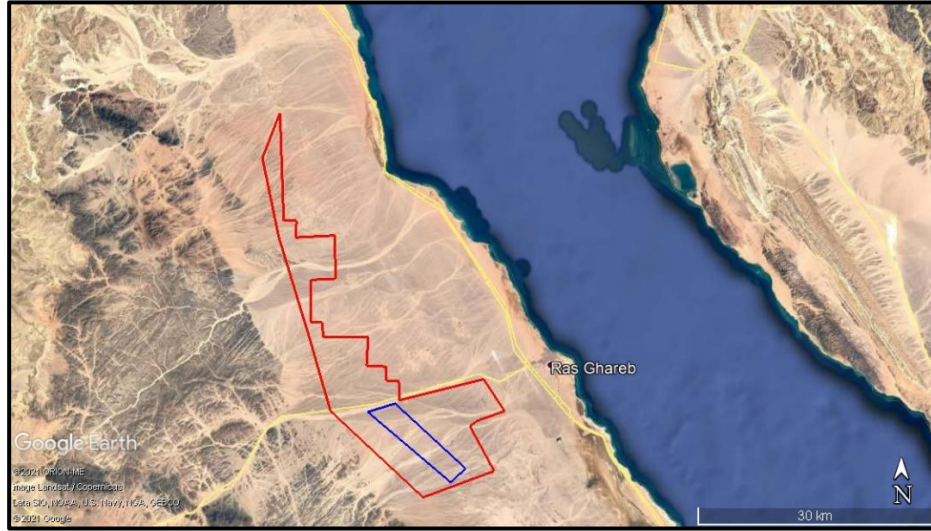 Ras Ghareb
Google Earth
© 2021 ORION-ME
Image Landsat / Copernicus
Data SIO, NOAA, U.S. Navy, NGA, GEBCO
© 2021 Google
N
30 km